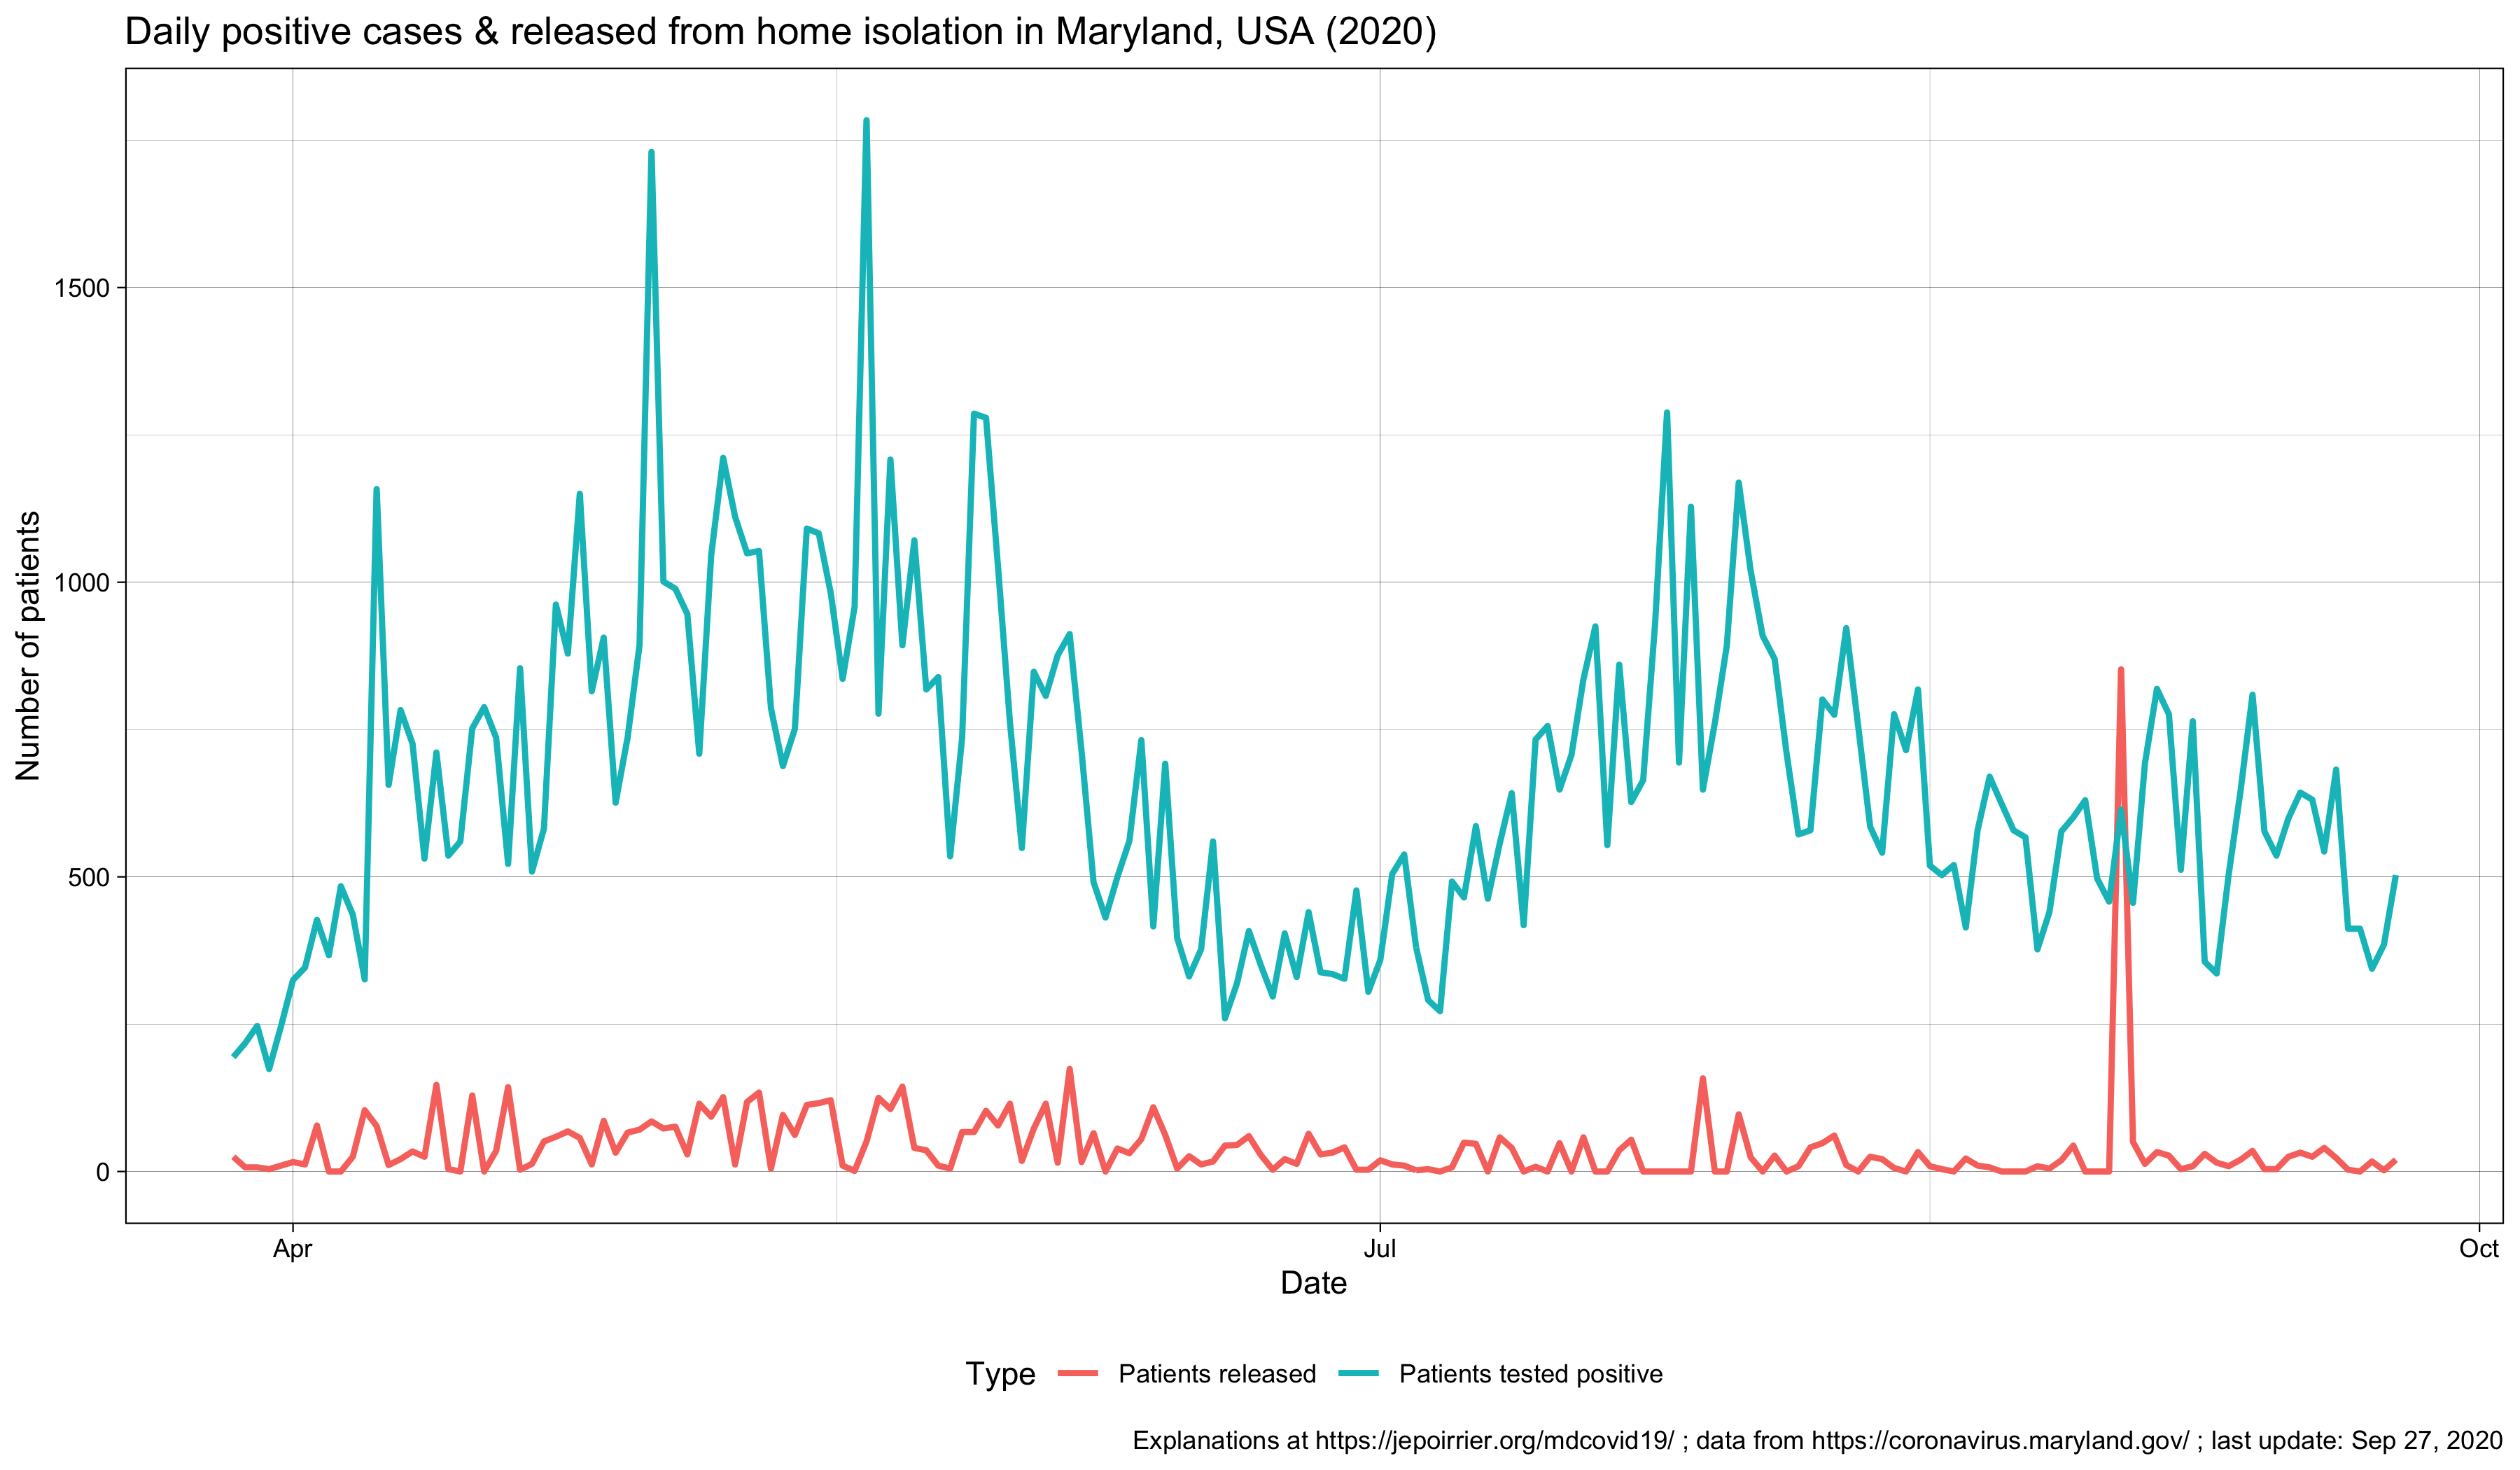 Daily positive cases & released from home isolation in Maryland, USA (2020)
Number of patients
1500
1000
500
0
Apr
Jul
Oct
Date
Type
Patients released
Patients tested positive
Explanations at https://jepoirrier.org/mdcovid19/ ; data from https://coronavirus.maryland.gov/ ; last update: Sep 27, 2020